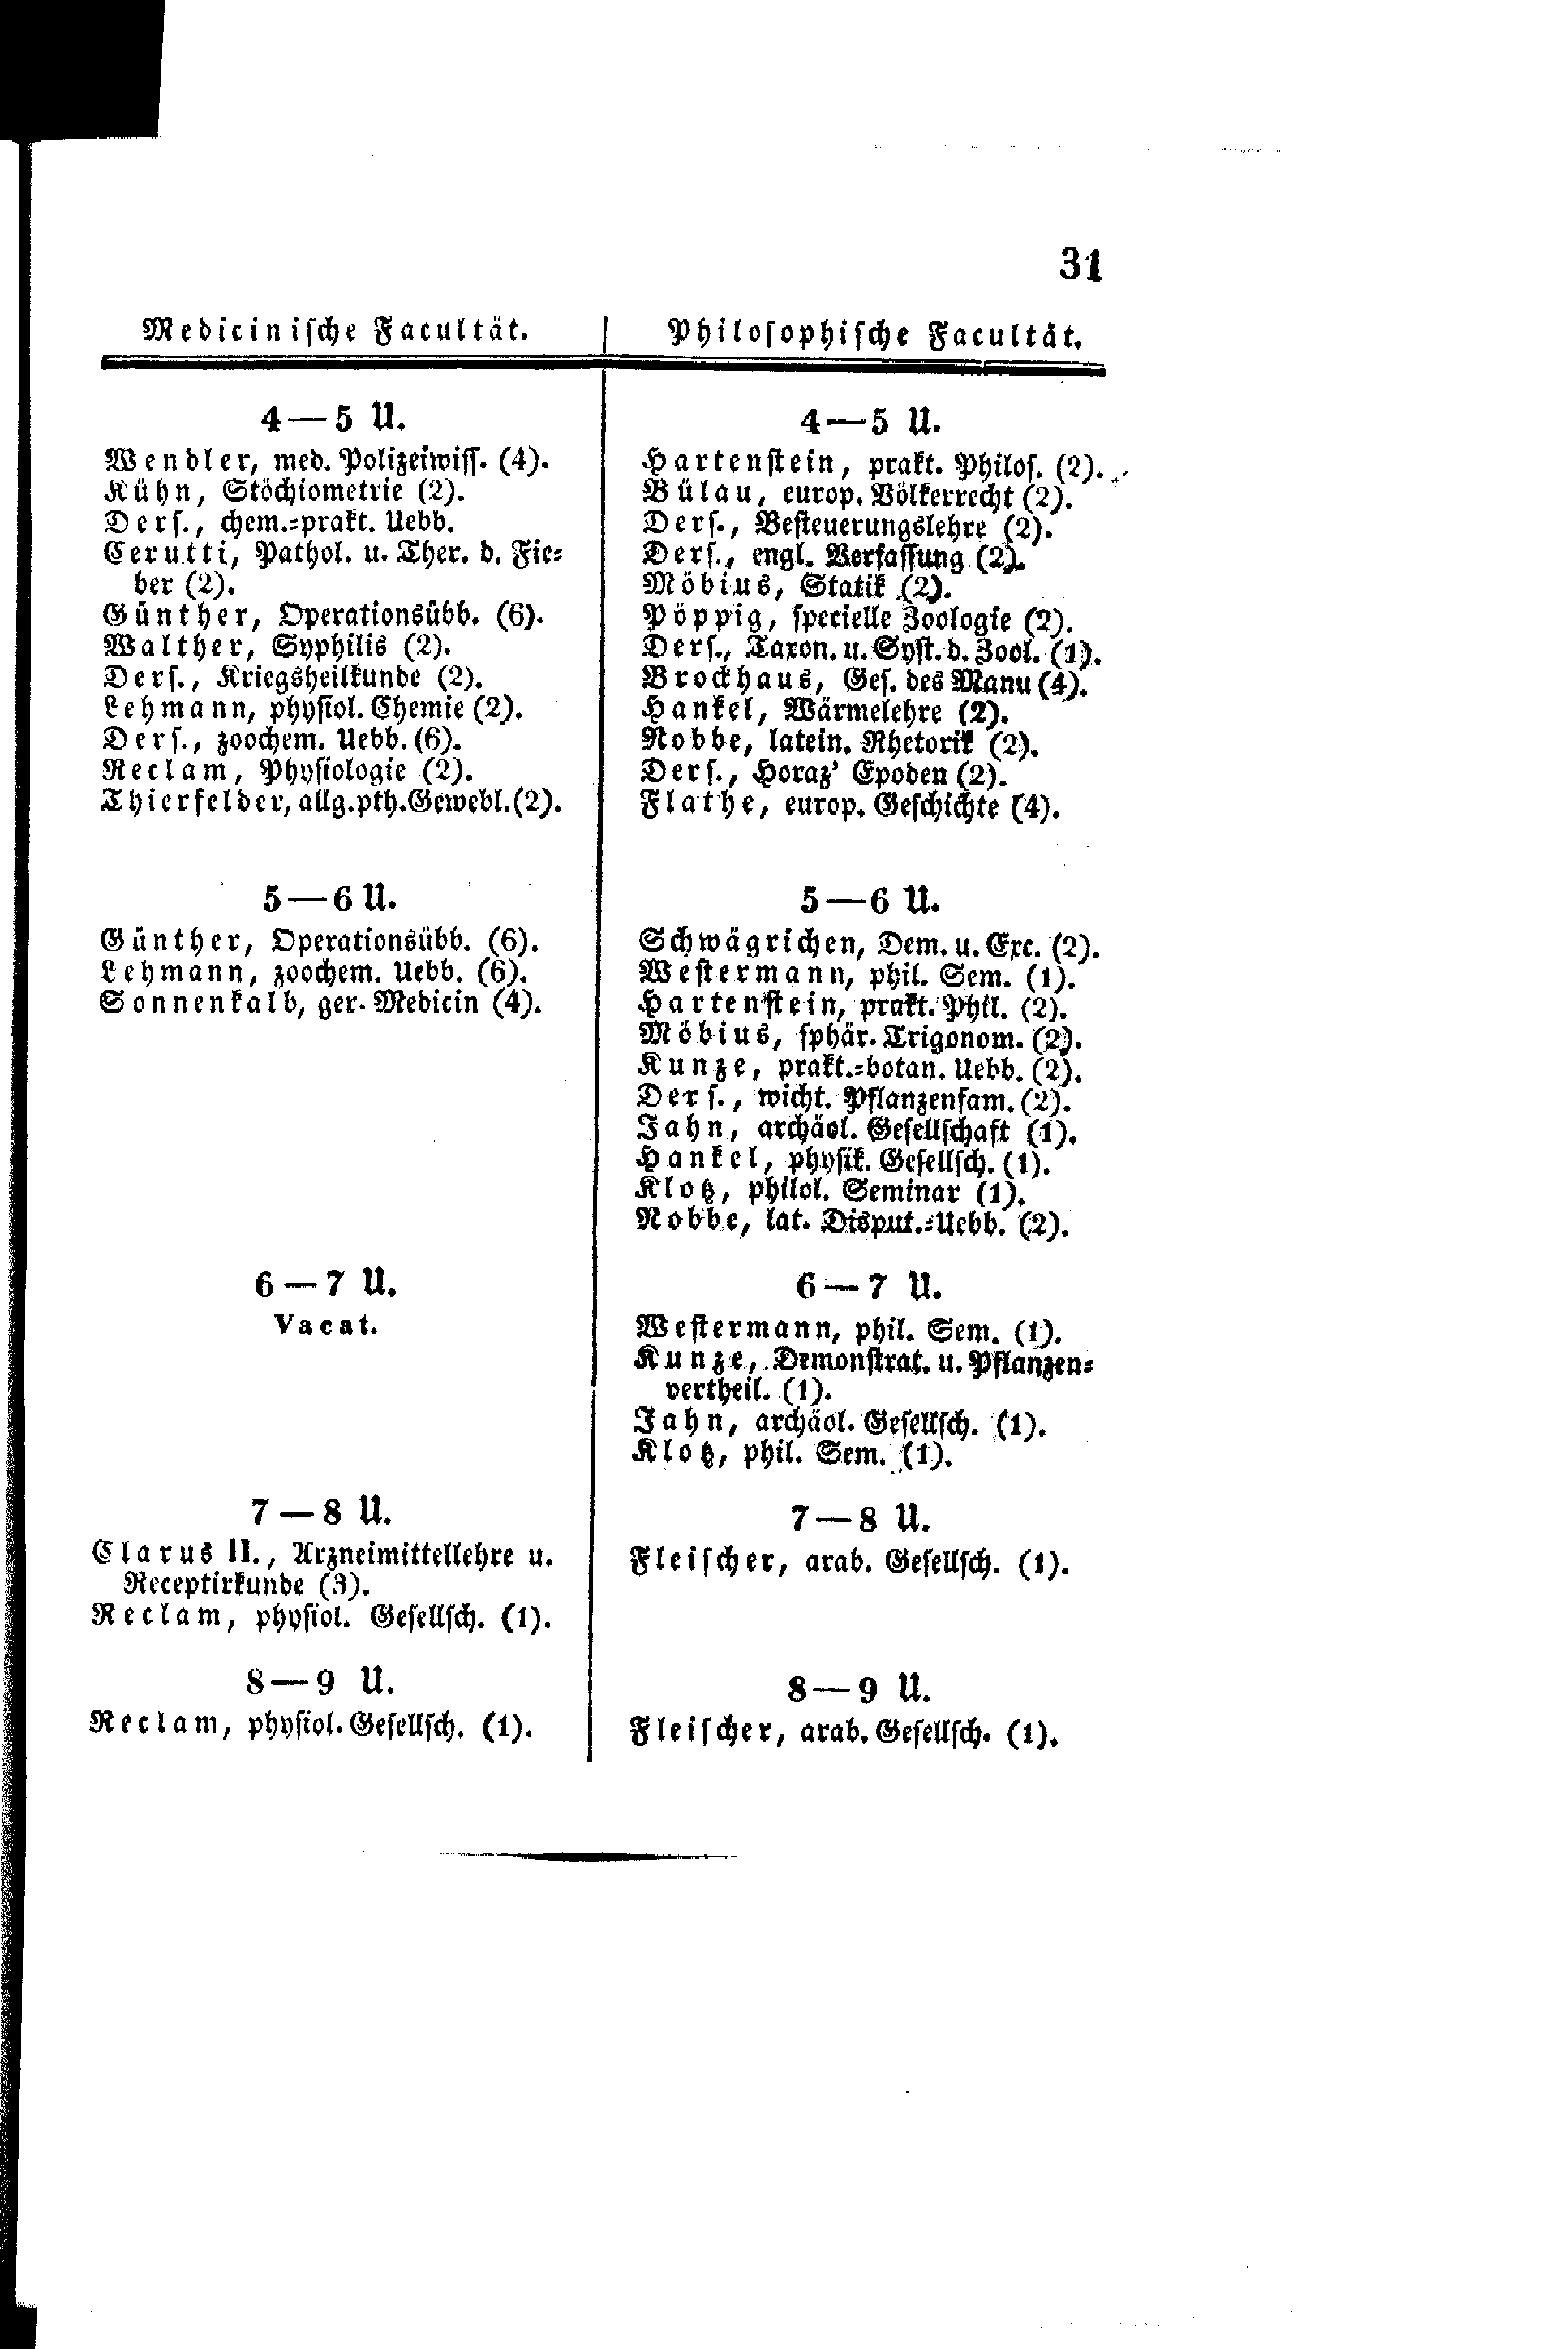 31
Medicinische Facultät.
4—5 U.
Wendler, med. Polizeiwiss. (4).
Kühn, Stöchiometrie (2).
Ders., chem.-prakt. Uebb.
Cerutti, Pathol. u. Ther. d. Fie-
ber (2).
Günther, Operationsübb. (6).
Walther, Syphilis (2).
Ders., Kriegsheilkunde (2).
Lehmann, physiol. Chemie (2).
Ders., zoochem. Uebb. (6).
Reclam, Physiologie (2).
Thierfelder, allg.pth.Gewebl.(2).
5—6 U.
Günther, Operationsübb. (6).
Lehmann, zoochem. Uebb. (6).
Sonnenkalb, ger. Medicin (4).
6—7 U.
Vacat.
7—8 U.
Clarus II., Arzneimittellehre u.
Receptirkunde (3).
Reclam, physiol. Gesellsch. (1).
8—9 U.
Reclam, physiol. Gesellsch. (1).
Philosophische Facultät.
4—5 U.
Hartenstein, prakt. Philos. (2).
Bülau, europ. Völkerrecht (2).
Ders., Besteuerungslehre (2).
Ders., engl. Verfassung (2).
Möbius, Statik (2).
Pöppig, specielle Zoologie (2).
Ders., Taxon. u. Syst. d. Zool. (1).
Brockhaus, Ges. des Manu (4).
Hankel, Wärmelehre (2).
Nobbe, latein. Rhetorik (2).
Ders., Horaz' Epoden (2).
Flathe, europ. Geschichte (4).
5—6 U.
Schwägrichen, Dem. u. Exc. (2).
Westermann, phil. Sem. (1).
Hartenstein, prakt. Phil. (2).
Möbius, sphär. Trigonom. (2).
Kunze, prakt.-botan. Uebb. (2).
Ders., wicht. Pflanzenfam. (2).
Jahn, archäol. Gesellschaft (1).
Hankel, physik. Gesellsch. (1).
Klotz, philol. Seminar (1).
Nobbe, lat. Disput.-Uebb. (2).
6—7 U.
Westermann, phil. Sem. (1).
Kunze, Demonstrat. u. Pflanzen-
vertheil. (1).
Jahn, archäol. Gesellsch. (1).
Klotz, phil. Sem. (1).
7—8 U.
Fleischer, arab. Gesellsch. (1).
8—9 U.
Fleischer, arab. Gesellsch. (1).